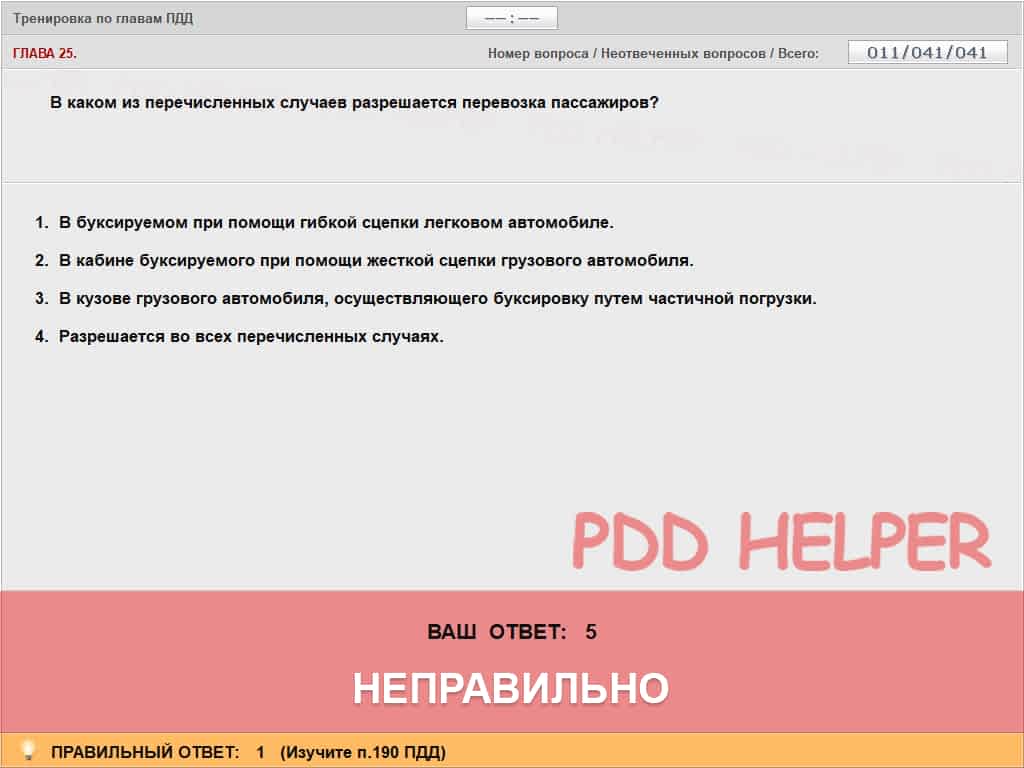 Тренировка по главам ПДД
–– : ––
ГЛАВА 25.
Номер вопроса / Неотвеченных вопросов / Всего:
011/041/041
В каком из перечисленных случаев разрешается перевозка пассажиров?
1. В буксируемом при помощи гибкой сцепки легковом автомобиле.
2. В кабине буксируемого при помощи жесткой сцепки грузового автомобиля.
3. В кузове грузового автомобиля, осуществляющего буксировку путем частичной погрузки.
4. Разрешается во всех перечисленных случаях.
PDD HELPER
ВАШ ОТВЕТ: 5
НЕПРАВИЛЬНО
ПРАВИЛЬНЫЙ ОТВЕТ: 1 (Изучите п.190 ПДД)